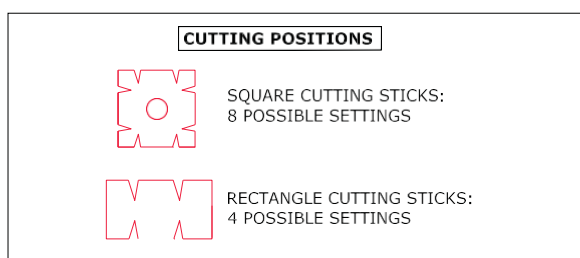 CUTTING POSITIONS
SQUARE CUTTING STICKS:
8 POSSIBLE SETTINGS
RECTANGLE CUTTING STICKS:
4 POSSIBLE SETTINGS